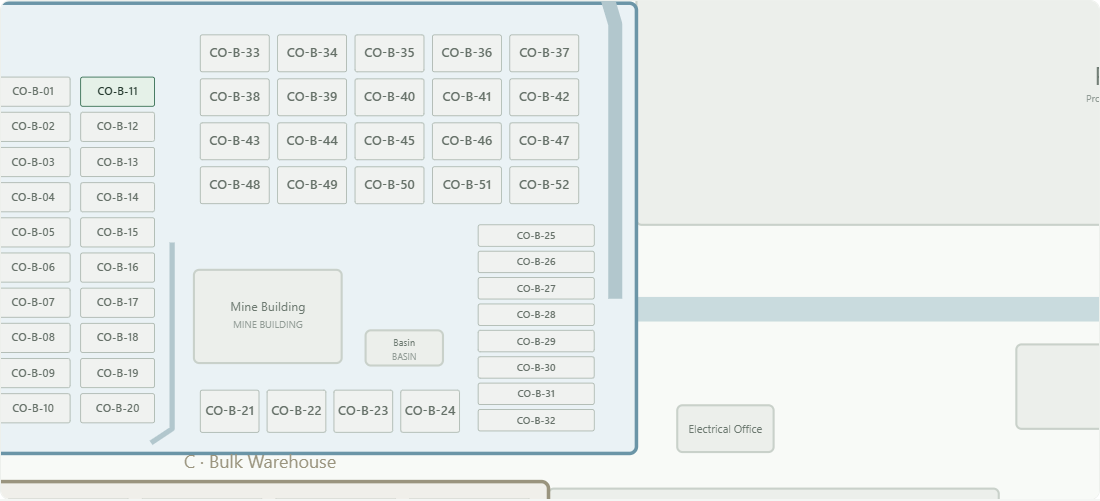 CO-B-33 CO-B-34 CO-B-35 CO-B-36 CO-B-37
CO-B-01 CO-B-11
CO-B-38 CO-B-39 CO-B-40 CO-B-41 CO-B-42
CO-B-02 CO-B-12
CO-B-43 CO-B-44 CO-B-45 CO-B-46 CO-B-47
CO-B-03 CO-B-13
CO-B-48 CO-B-49 CO-B-50 CO-B-51 CO-B-52
CO-B-04 CO-B-14
CO-B-05 CO-B-15
CO-B-25
CO-B-06 CO-B-16
CO-B-26
CO-B-07 CO-B-17
CO-B-27
Mine Building
MINE BUILDING
CO-B-28
CO-B-08 CO-B-18
Basin
BASIN
CO-B-29
CO-B-09 CO-B-19
CO-B-30
CO-B-31
CO-B-10 CO-B-20
CO-B-21 CO-B-22 CO-B-23 CO-B-24
CO-B-32
Electrical Office
C · Bulk Warehouse